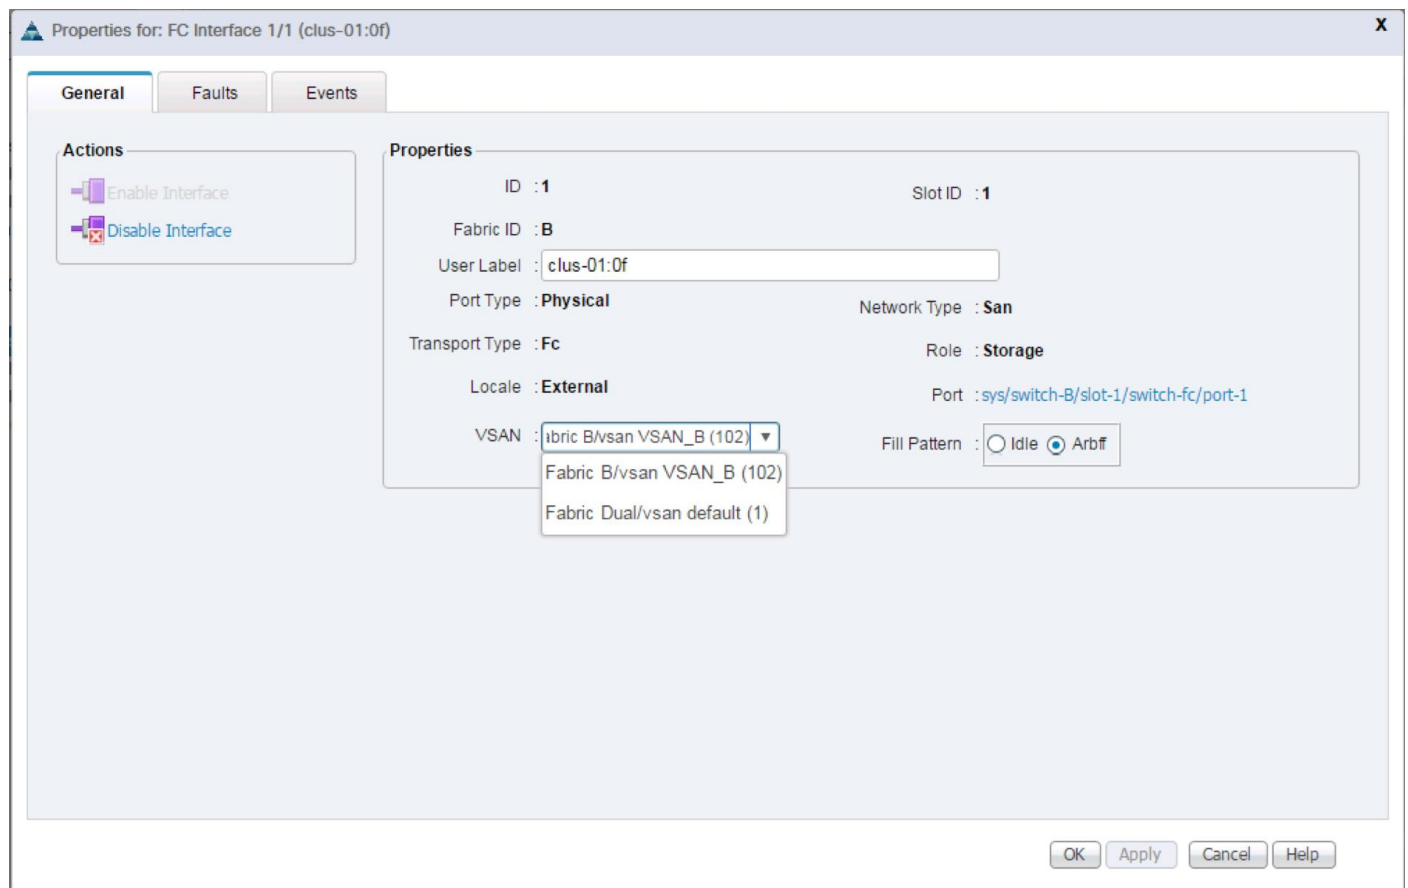 Properties for: FC Interface 1/1 (clus-01:0f)
X
General
Faults
Events
Actions
Enable Interface
Disable Interface
Properties
ID : 1
Slot ID : 1
Fabric ID : B
User Label : clus-01:0f
Port Type : Physical
Network Type : San
Transport Type : Fc
Role : Storage
Locale : External
Port : sys/switch-B/slot-1/switch-fc/port-1
VSAN : abric B/vsan VSAN_B (102)
Fill Pattern : Idle Arbff
Fabric B/vsan VSAN_B (102)
Fabric Dual/vsan default (1)
OK
Apply
Cancel
Help